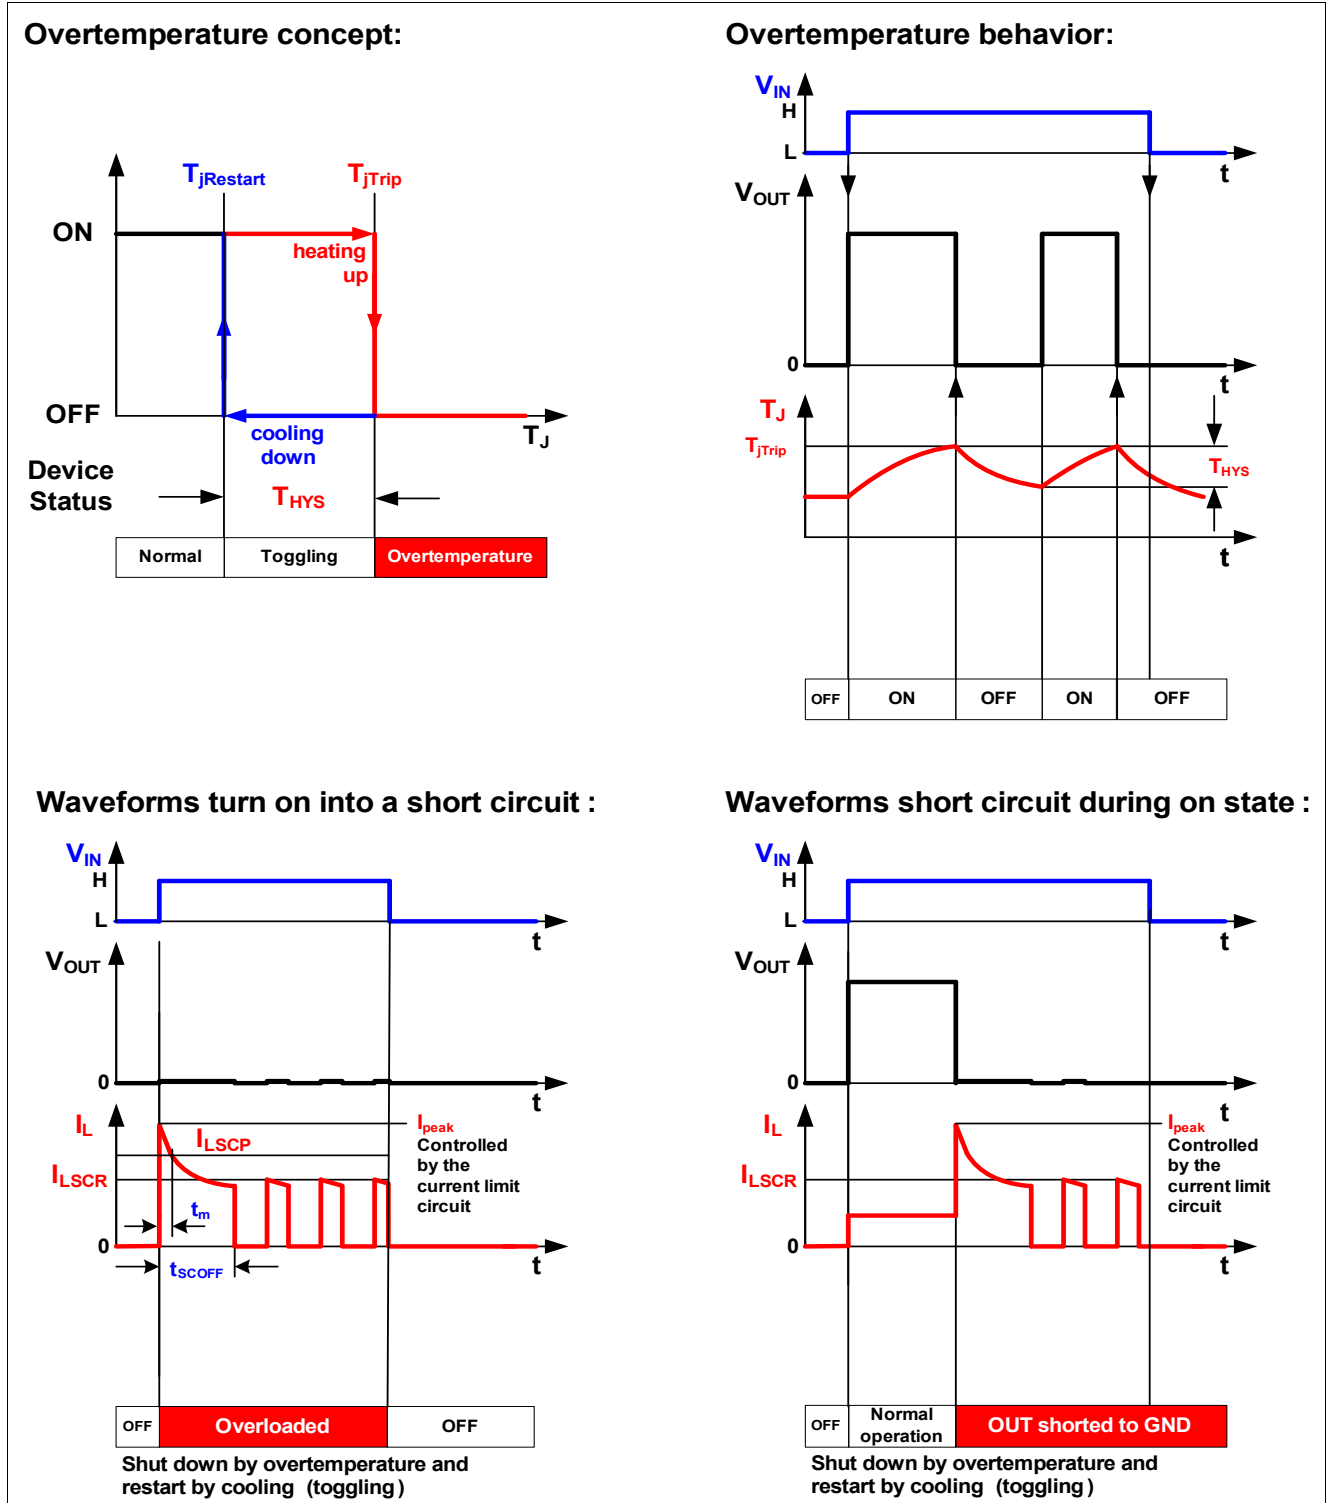 Overtemperature concept:
TjRestart
TjTrip
ON
heating
up
OFF
cooling
down
TJ
Device
Status
THYS
Normal
Toggling
Overtemperature
Overtemperature behavior:
VIN
H
L
t
VOUT
0
t
TJ
TjTrip
THYS
t
OFF
ON
OFF
ON
OFF
Waveforms turn on into a short circuit :
VIN
H
L
t
VOUT
0
t
IL
Ipeak
ILSCP
Controlled
by the
current limit
circuit
ILSCR
tm
0
t
tSCOFF
OFF
Overloaded
OFF
Shut down by overtemperature and
restart by cooling (toggling)
Waveforms short circuit during on state :
VIN
H
L
t
VOUT
0
t
IL
Ipeak
Controlled
by the
current limit
circuit
ILSCR
0
t
OFF
Normal
operation
OUT shorted to GND
Shut down by overtemperature and
restart by cooling (toggling)